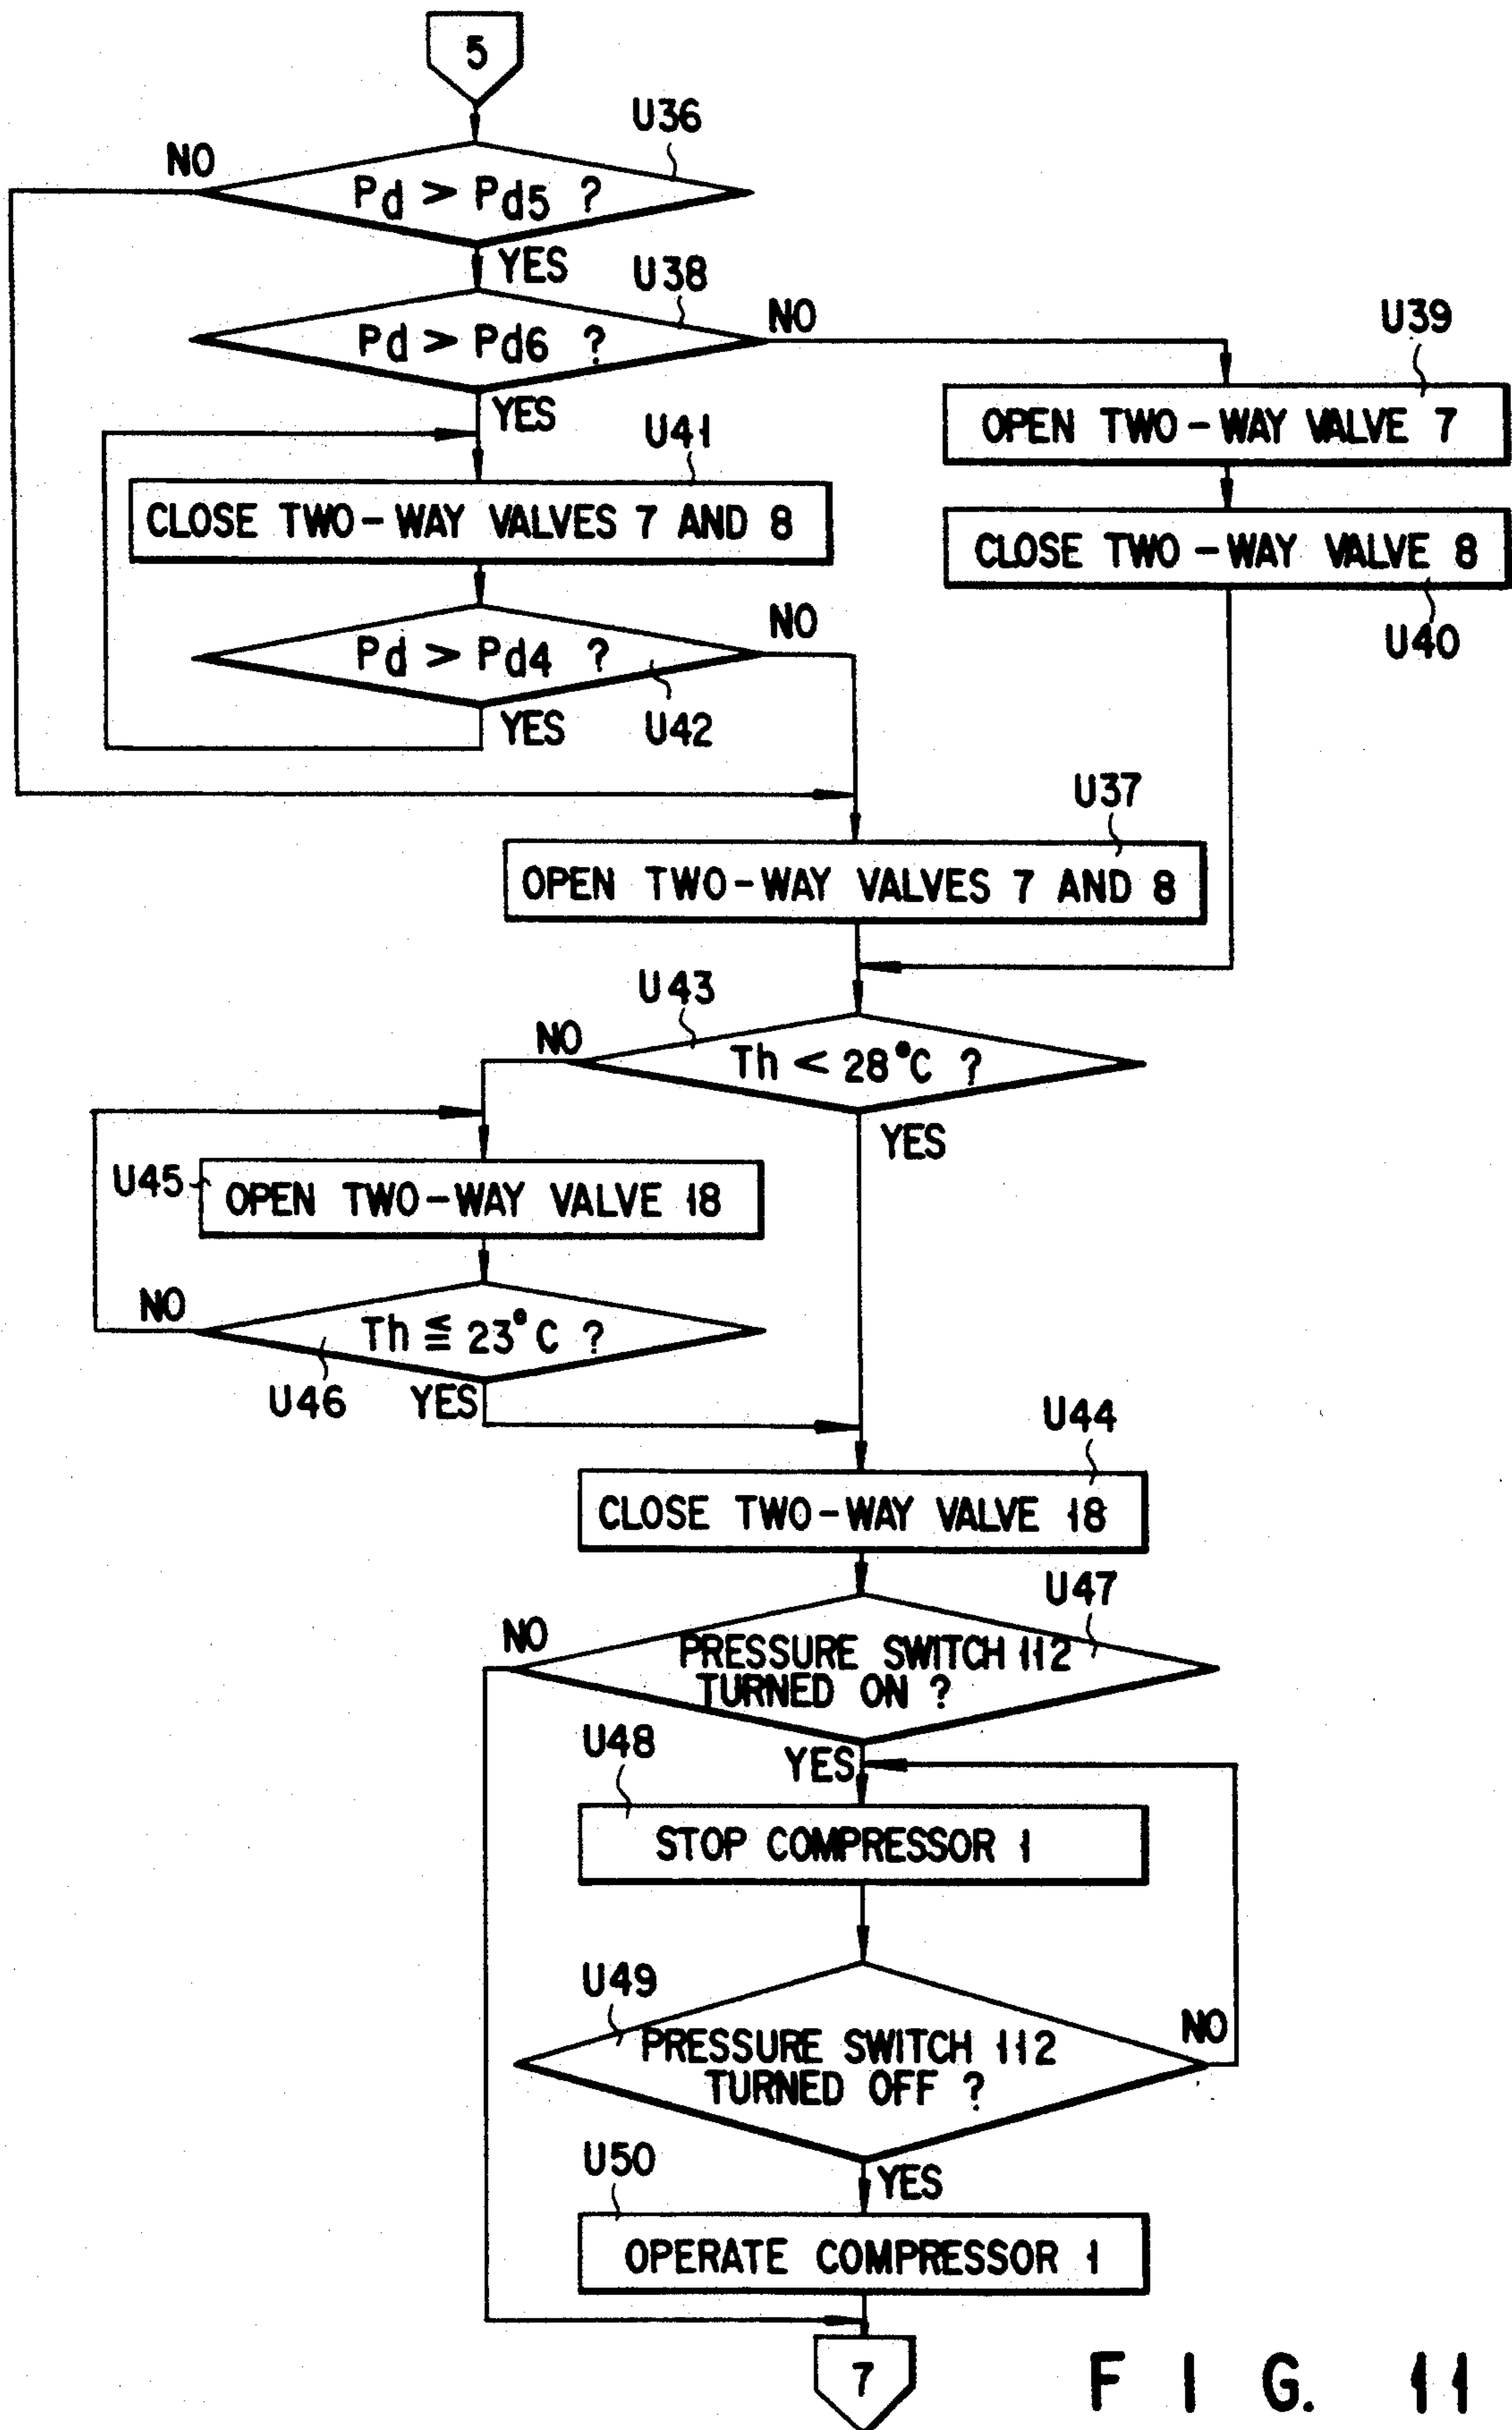 5
U36
NO
Pd > Pd5 ?
YES
U38
NO
Pd > Pd6 ?
U39
YES
OPEN TWO-WAY VALVE 7
U41
CLOSE TWO-WAY VALVES 7 AND 8
CLOSE TWO-WAY VALVE 8
NO
U40
Pd > Pd4 ?
YES
U42
U37
OPEN TWO-WAY VALVES 7 AND 8
U43
NO
Th < 28°C ?
YES
U45
OPEN TWO-WAY VALVE 18
NO
Th ≦ 23°C ?
U46
YES
U44
CLOSE TWO-WAY VALVE 18
U47
NO
PRESSURE SWITCH 112
TURNED ON ?
U48
YES
STOP COMPRESSOR 1
U49
NO
PRESSURE SWITCH 112
TURNED OFF ?
U50
YES
OPERATE COMPRESSOR 1
7
FIG. 11